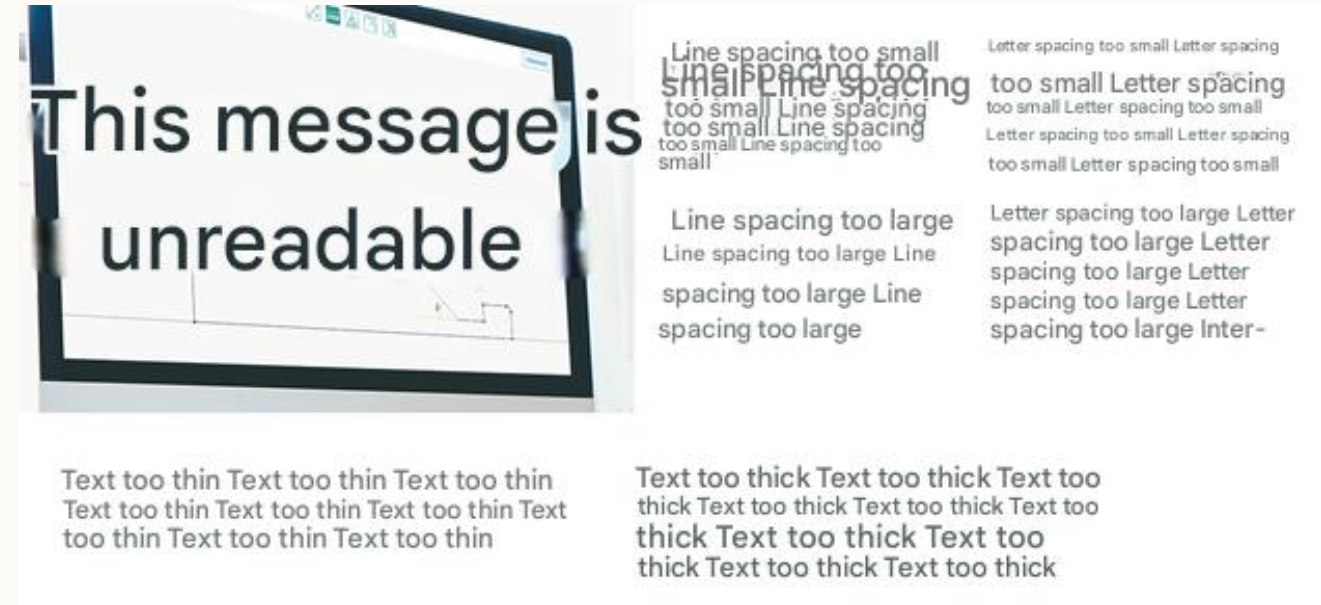 This message is
unreadable
Line spacing too small
Line spacing too
small Line spacing
too small Line spacing
too small Line spacing
too small Line spacing too
small
Letter spacing too small Letter spacing
too small Letter spacing
too small Letter spacing too small
Letter spacing too small Letter spacing
too small Letter spacing too small
Line spacing too large
Line spacing too large Line
spacing too large Line
spacing too large
Letter spacing too large Letter
spacing too large Letter
spacing too large Letter
spacing too large Letter
spacing too large Inter-
Text too thin Text too thin Text too thin
Text too thin Text too thin Text too thin Text
too thin Text too thin Text too thin
Text too thick Text too thick Text too
thick Text too thick Text too thick Text too
thick Text too thick Text too
thick Text too thick Text too thick